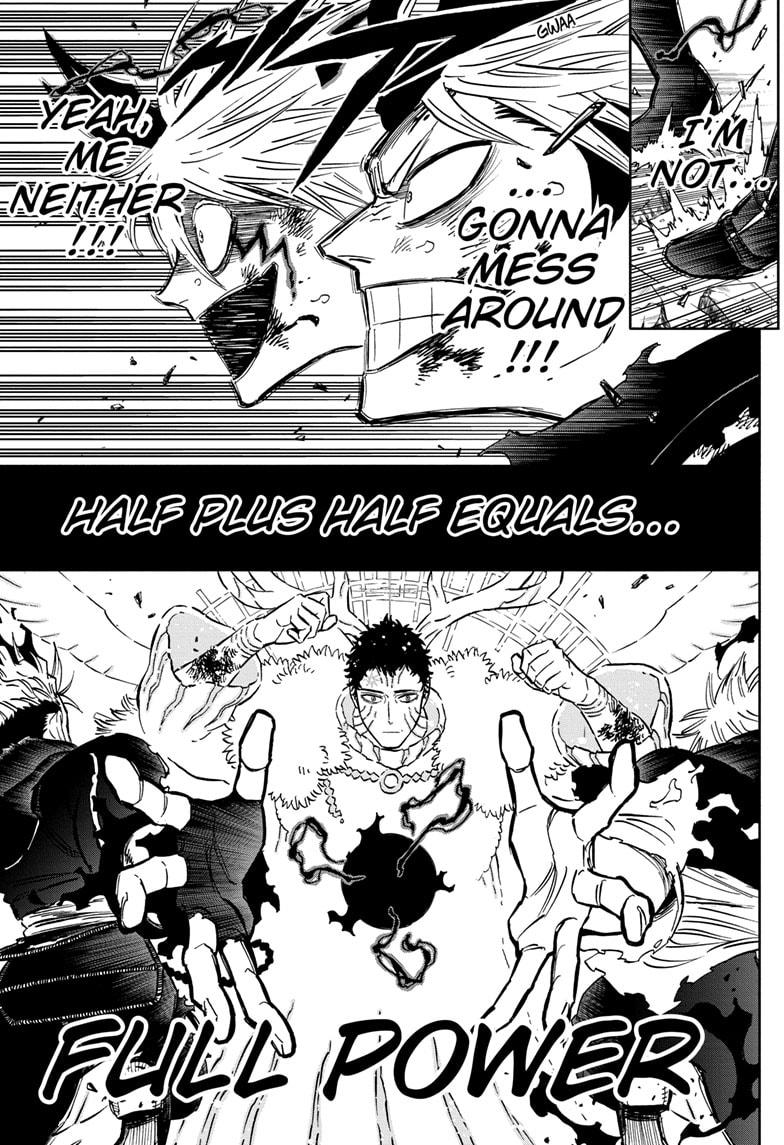 I'M
NOT...
GWAA
...
GONNA
MESS
AROUND
!!!
YEAH,
ME
NEITHER
!!!
HALF PLUS HALF EQUALS...
FULL POWER